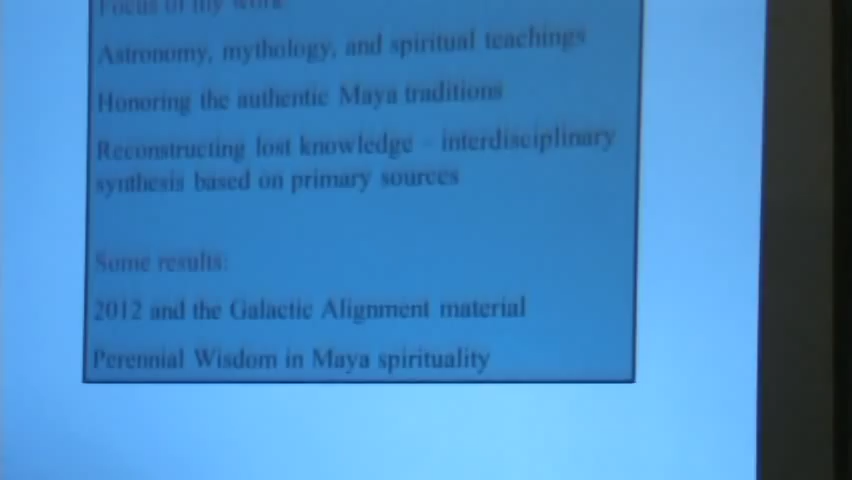 Focus of my work
Astronomy, mythology, and spiritual teachings
Honoring the authentic Maya traditions
Reconstructing lost knowledge - interdisciplinary
synthesis based on primary sources
Some results:
2012 and the Galactic Alignment material
Perennial Wisdom in Maya spirituality